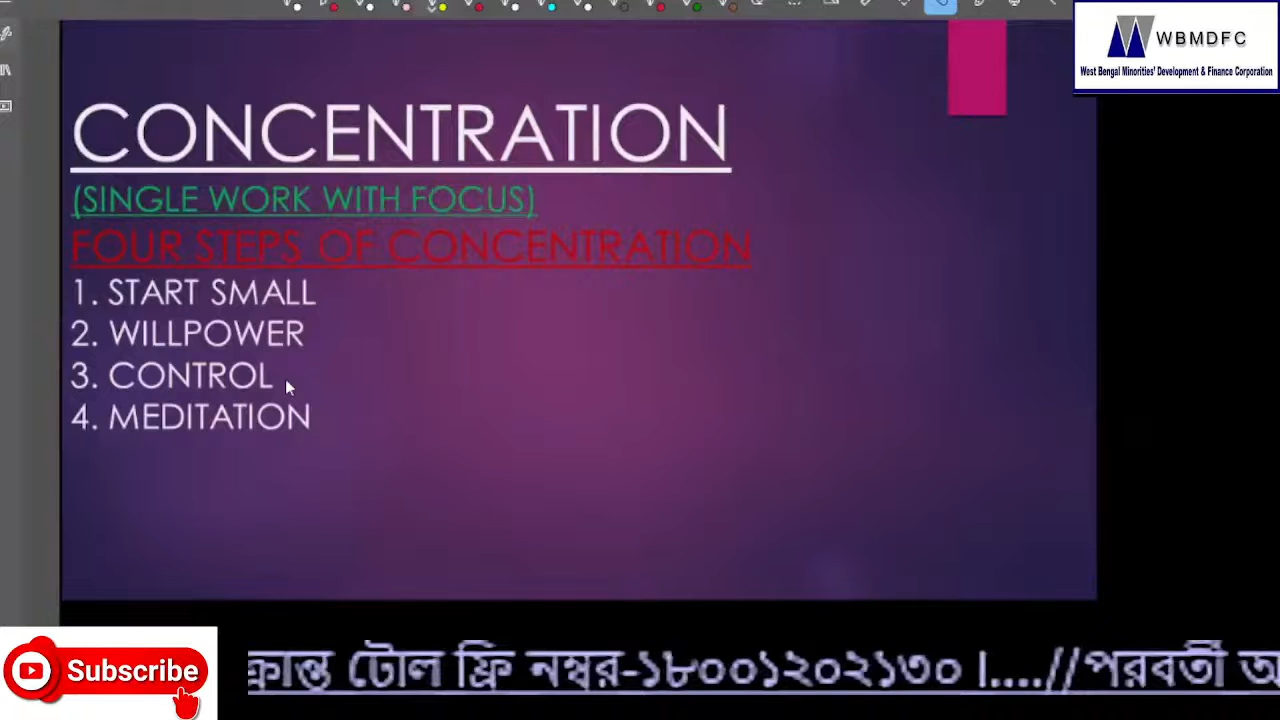 WBMDFC
West Bengal Minorities' Development & Finance Corporation
CONCENTRATION
(SINGLE WORK WITH FOCUS)
FOUR STEPS OF CONCENTRATION
1. START SMALL
2. WILLPOWER
3. CONTROL
4. MEDITATION
Subscribe
ক্রান্ত টোল ফ্রি নম্বর-১৮০০১২০২১৩০ ।....//পরবর্তী